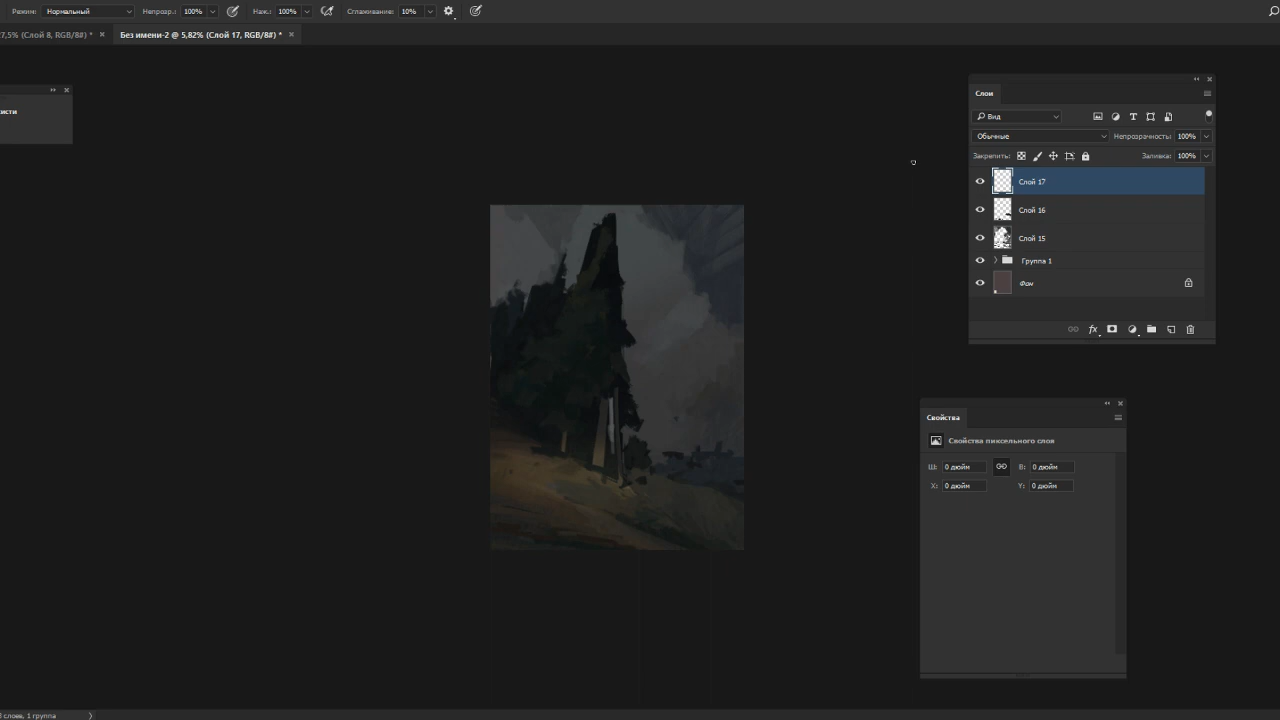 Режим: Нормальный Непрозр.: 100% Наж.: 100% Сглаживание: 10%
7,5% (Слой 8, RGB/8#) * × Без имени-2 @ 5,82% (Слой 17, RGB/8#) * ×
исти
Слои
Вид
Обычные Непрозрачность: 100%
Закрепить: Заливка: 100%
Слой 17
Слой 16
Слой 15
Группа 1
Фон
fx
Свойства
Свойства пиксельного слоя
Ш: 0 дюйм В: 0 дюйм
X: 0 дюйм Y: 0 дюйм
слоев, 1 группа